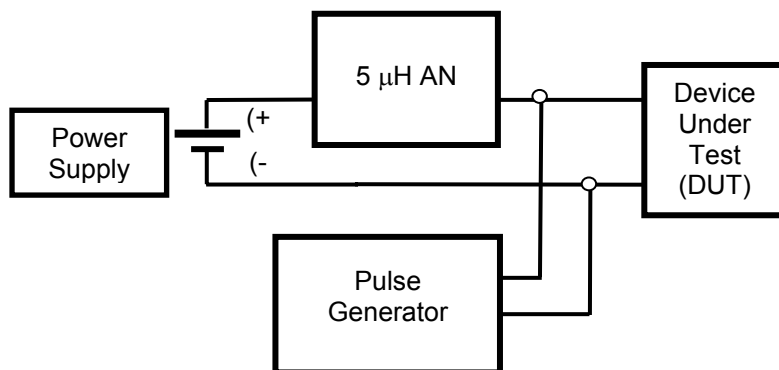 5 μH AN
Power
Supply
(+
(-
Device
Under
Test
(DUT)
Pulse
Generator